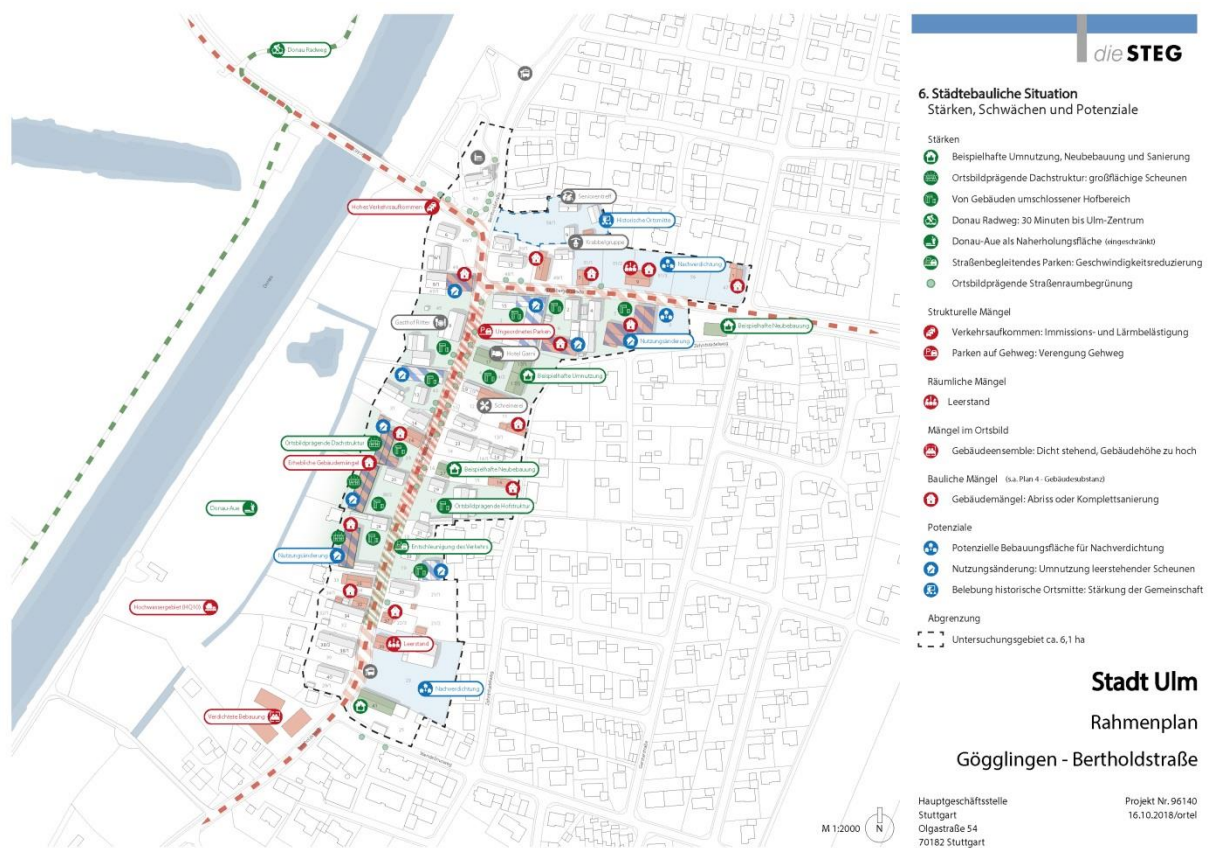 die STEG
6. Städtebauliche Situation
Stärken, Schwächen und Potenziale
Stärken
Beispielhafte Umnutzung, Neubebauung und Sanierung
Ortsbildprägende Dachstruktur: großflächige Scheunen
Von Gebäuden umschlossener Hofbereich
Donau Radweg: 30 Minuten bis Ulm-Zentrum
Donau-Aue als Naherholungsfläche (eingeschränkt)
Straßenbegleitendes Parken: Geschwindigkeitsreduzierung
Ortsbildprägende Straßenraumbegrünung
Strukturelle Mängel
Verkehrsaufkommen: Immissions- und Lärmbelästigung
Parken auf Gehweg: Verengung Gehweg
Räumliche Mängel
Leerstand
Mängel im Ortsbild
Gebäudeensemble: Dicht stehend, Gebäudehöhe zu hoch
Bauliche Mängel (s.a. Plan 4 - Gebäudesubstanz)
Gebäudemängel: Abriss oder Komplettsanierung
Potenziale
Potenzielle Bebauungsfläche für Nachverdichtung
Nutzungsänderung: Umnutzung leerstehender Scheunen
Belebung historische Ortsmitte: Stärkung der Gemeinschaft
Abgrenzung
Untersuchungsgebiet ca. 6,1 ha
Stadt Ulm
Rahmenplan
Gögglingen - Bertholdstraße
Hauptgeschäftsstelle
Stuttgart
Olgastraße 54
70182 Stuttgart
Projekt Nr. 96140
16.10.2018/ortel
M 1:2000
N
Donau Radweg
Donau
Hohes Verkehrsaufkommen
Seniorentreff
Historische Ortsmitte
Krabbelgruppe
Nachverdichtung
Gasthof Ritter
Ungeordnetes Parken
Beispielhafte Neubebauung
Nutzungsänderung
Hotel Garni
Beispielhafte Umnutzung
Schreinerei
Ortsbildprägende Dachstruktur
Erhebliche Gebäudemängel
Beispielhafte Neubebauung
Donau-Aue
Ortsbildprägende Hofstruktur
Entschleunigung des Verkehrs
Nutzungsänderung
Hochwassergebiet (HQ100)
Leerstand
Nachverdichtung
Verdichtete Bebauung